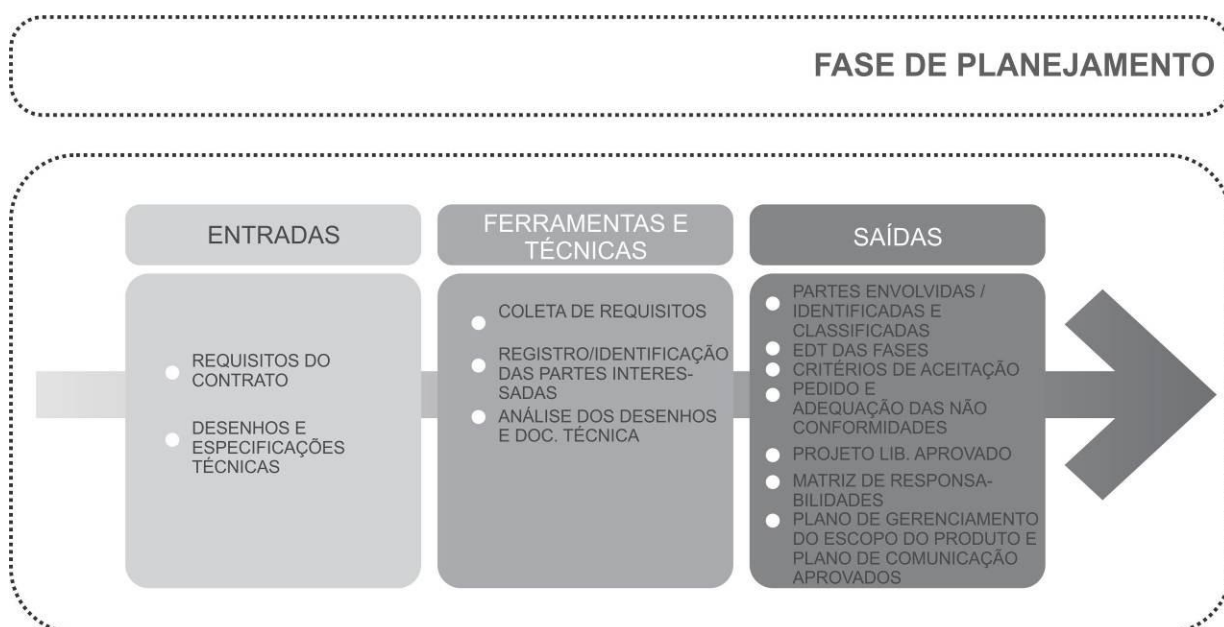 FASE DE PLANEJAMENTO
ENTRADAS
REQUISITOS DO
CONTRATO
DESENHOS E
ESPECIFICAÇÕES
TÉCNICAS
FERRAMENTAS E
TÉCNICAS
COLETA DE REQUISITOS
REGISTRO/IDENTIFICAÇÃO
DAS PARTES INTERES-
SADAS
ANÁLISE DOS DESENHOS
E DOC. TÉCNICA
SAÍDAS
PARTES ENVOLVIDAS /
IDENTIFICADAS E
CLASSIFICADAS
EDT DAS FASES
CRITÉRIOS DE ACEITAÇÃO
PEDIDO E
ADEQUAÇÃO DAS NÃO
CONFORMIDADES
PROJETO LIB. APROVADO
MATRIZ DE RESPONSA-
BILIDADES
PLANO DE GERENCIAMENTO
DO ESCOPO DO PRODUTO E
PLANO DE COMUNICAÇÃO
APROVADOS